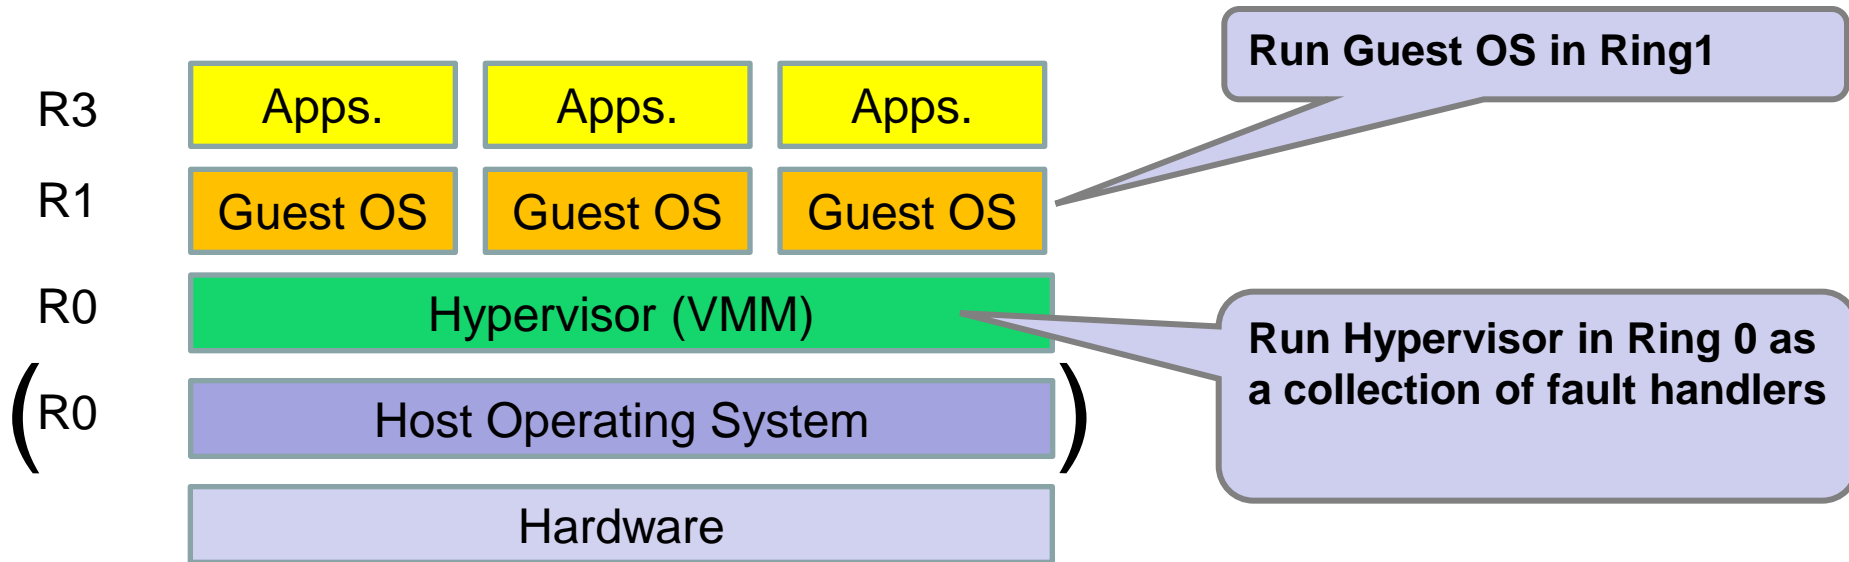 Run Guest OS in Ring1
R3 Apps. Apps. Apps.
R1 Guest OS Guest OS Guest OS
R0 Hypervisor (VMM)
Run Hypervisor in Ring 0 as
a collection of fault handlers
(R0 Host Operating System)
Hardware